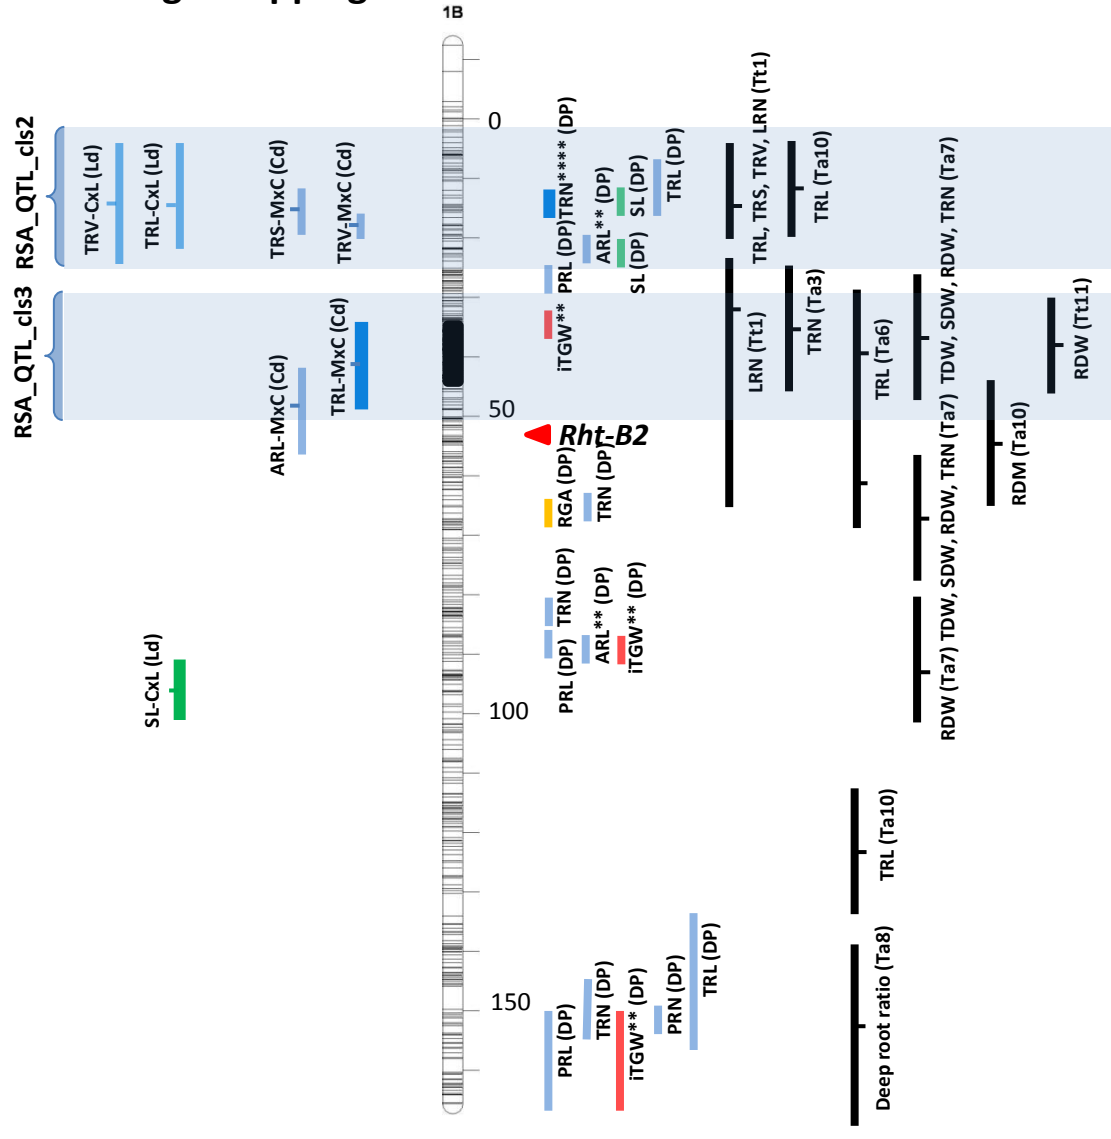 1B
RSA_QTL_cls2
RSA_QTL_cls3
TRV-CxL (Ld)
TRL-CxL (Ld)
TRS-MxC (Cd)
TRV-MxC (Cd)
ARL-MxC (Cd)
TRL-MxC (Cd)
SL-CxL (Ld)
0
50
100
150
TRN**** (DP)
PRL (DP)
ARL** (DP)
SL (DP)
SL (DP)
TRL (DP)
iTGW**
Rht-B2
RGA (DP)
TRN (DP)
TRN (DP)
PRL (DP)
ARL** (DP)
iTGW** (DP)
PRL (DP)
TRN (DP)
iTGW** (DP)
PRN (DP)
TRL (DP)
TRL, TRS, TRV, LRN (Tt1)
TRL (Ta10)
LRN (Tt1)
TRN (Ta3)
TRL (Ta6)
TDW, SDW, RDW, TRN (Ta7)
TDW, SDW, RDW, TRN (Ta7)
RDW (Ta7)
RDM (Ta10)
RDW (Tt11)
TRL (Ta10)
Deep root ratio (Ta8)